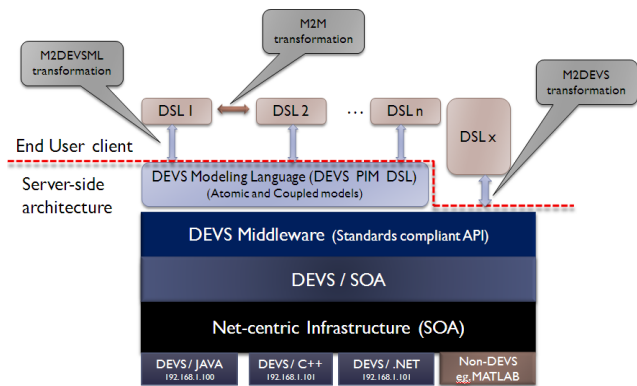 M2DEVSML
transformation
M2M
transformation
M2DEVS
transformation
DSL 1
DSL 2
...
DSL n
DSL x
End User client
Server-side
architecture
DEVS Modeling Language (DEVS PIM DSL)
(Atomic and Coupled models)
DEVS Middleware (Standards compliant API)
DEVS / SOA
Net-centric Infrastructure (SOA)
DEVS / JAVA
192.168.1.100
DEVS / C++
192.168.1.101
DEVS / .NET
192.168.1.101
Non-DEVS
eg.MATLAB